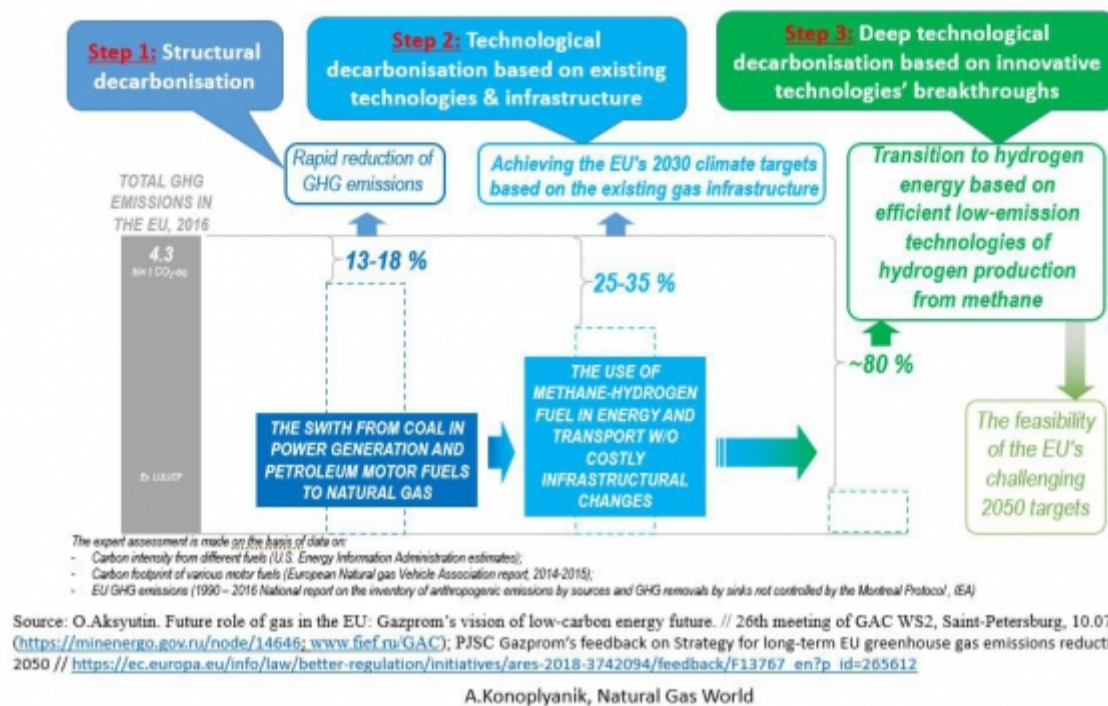 Step 1: Structural
decarbonisation
Step 2: Technological
decarbonisation based on existing
technologies & infrastructure
Step 3: Deep technological
decarbonisation based on innovative
technologies' breakthroughs
Rapid reduction of
GHG emissions
Achieving the EU's 2030 climate targets
based on the existing gas infrastructure
Transition to hydrogen
energy based on
efficient low-emission
technologies of
hydrogen production
from methane
TOTAL GHG
EMISSIONS IN
THE EU, 2016
4.3
bln t CO₂-eq.
13-18 %
25-35 %
~80 %
THE SWITH FROM COAL IN
POWER GENERATION AND
PETROLEUM MOTOR FUELS
TO NATURAL GAS
THE USE OF
METHANE-HYDROGEN
FUEL IN ENERGY AND
TRANSPORT W/O
COSTLY
INFRASTRUCTURAL
CHANGES
The feasibility
of the EU's
challenging
2050 targets
Ex LULUCF
The expert assessment is made on the basis of data on:
- Carbon intensity from different fuels (U.S. Energy Information Administration estimates);
- Carbon footprint of various motor fuels (European Natural gas Vehicle Association report, 2014-2015);
- EU GHG emissions (1990 – 2016 National report on the inventory of anthropogenic emissions by sources and GHG removals by sinks not controlled by the Montreal Protocol , IEA)
Source: O.Aksyutin. Future role of gas in the EU: Gazprom's vision of low-carbon energy future. // 26th meeting of GAC WS2, Saint-Petersburg, 10.07
(https://minenergo.gov.ru/node/14646; www.fief.ru/GAC); PJSC Gazprom's feedback on Strategy for long-term EU greenhouse gas emissions reducti
2050 // https://ec.europa.eu/info/law/better-regulation/initiatives/ares-2018-3742094/feedback/F13767_en?p_id=265612
A.Konoplyanik, Natural Gas World